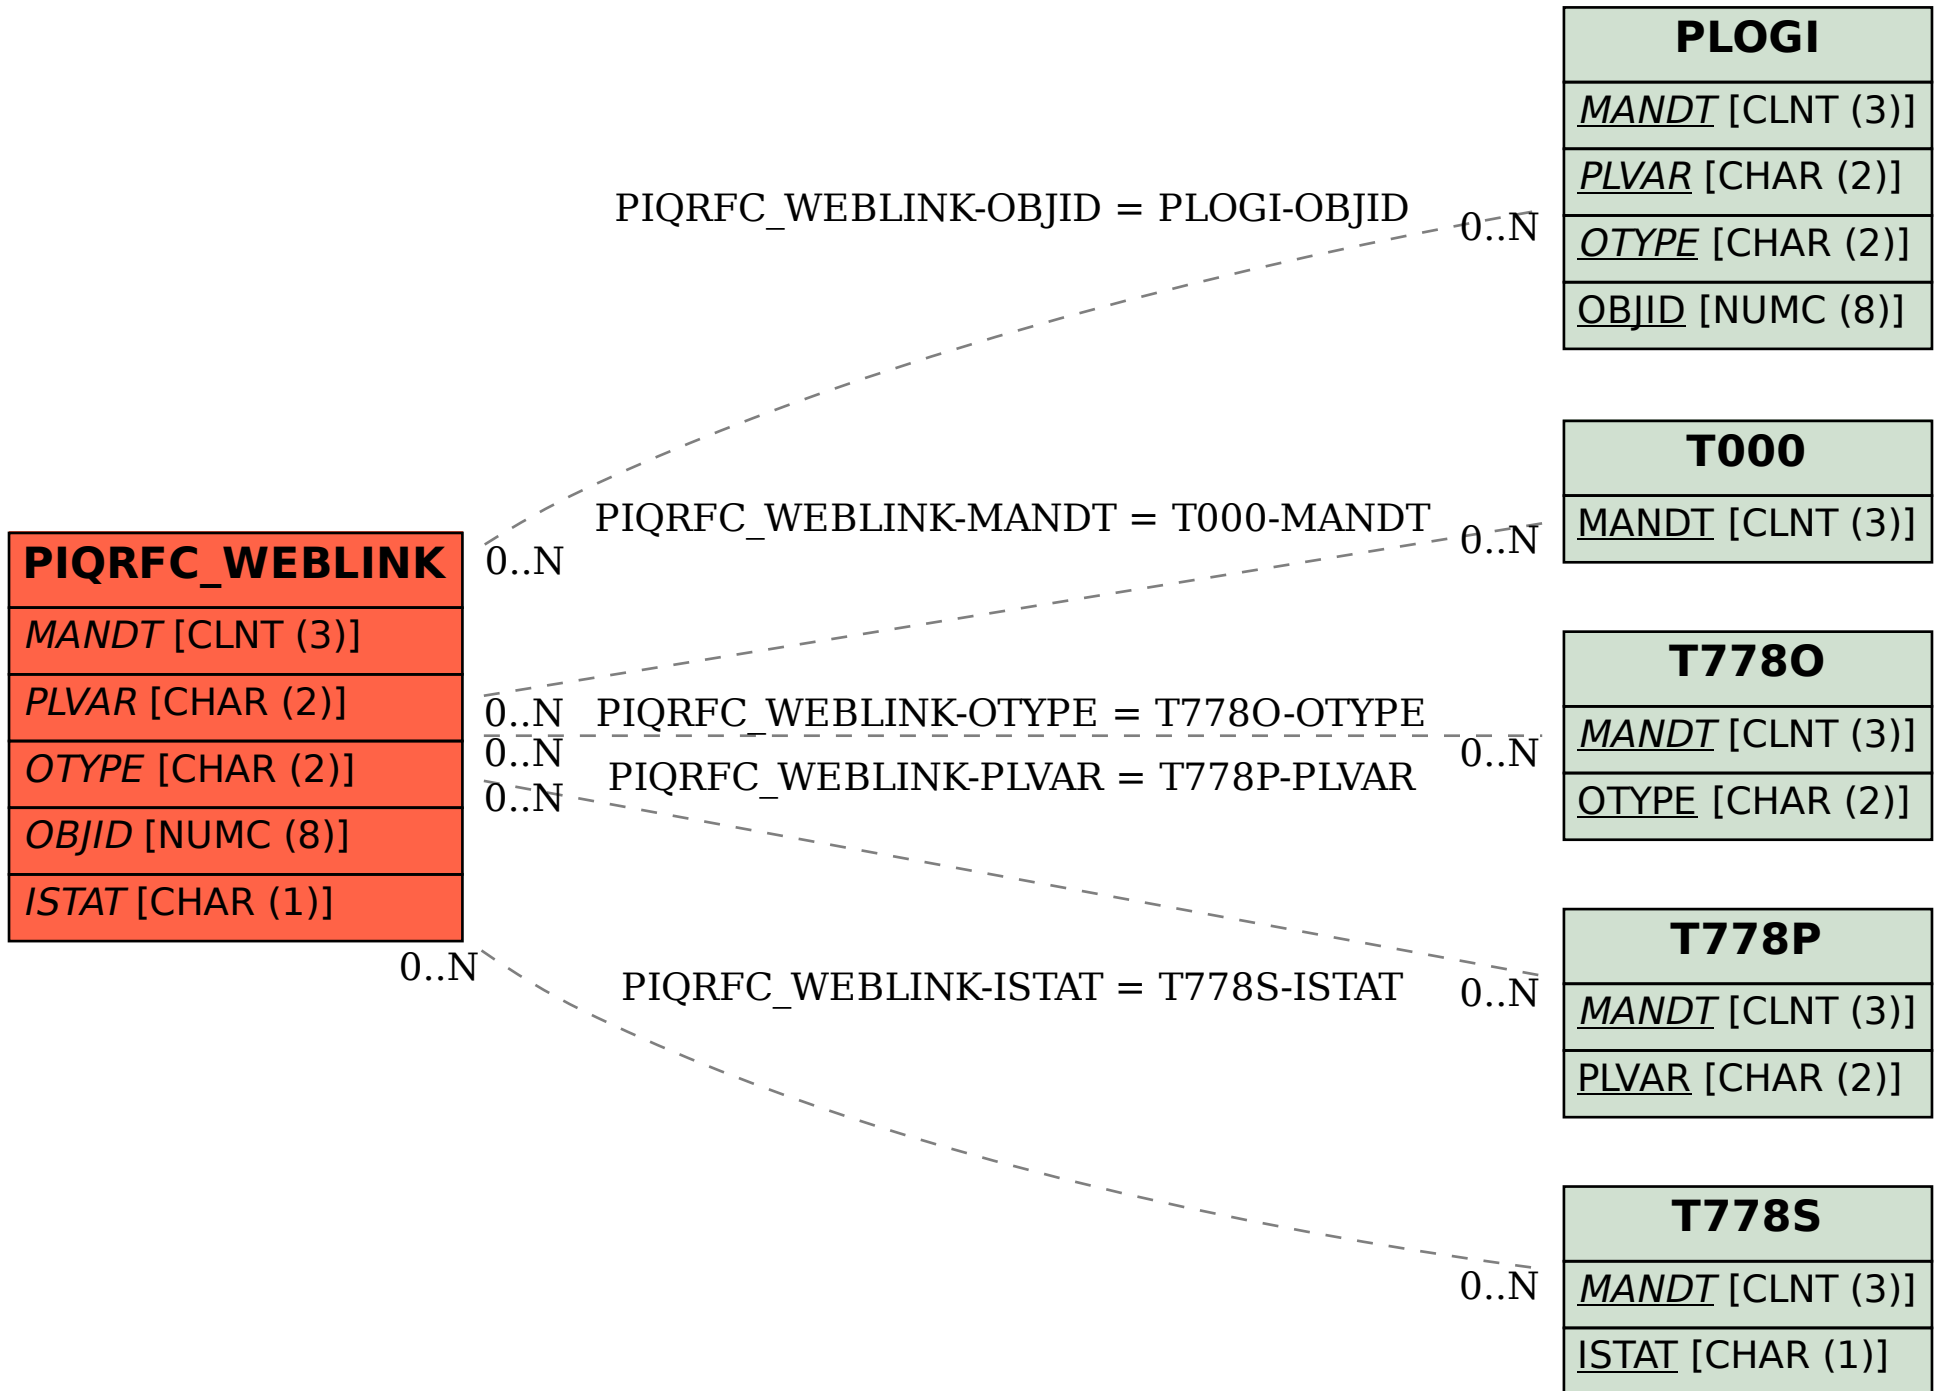 PLOGI
MANDT [CLNT (3)]
PLVAR [CHAR (2)]
OTYPE [CHAR (2)]
OBJID [NUMC (8)]
PIQRFC_WEBLINK-OBJID = PLOGI-OBJID
0..N
0..N
T000
MANDT [CLNT (3)]
PIQRFC_WEBLINK-MANDT = T000-MANDT
0..N
0..N
PIQRFC_WEBLINK
MANDT [CLNT (3)]
PLVAR [CHAR (2)]
OTYPE [CHAR (2)]
OBJID [NUMC (8)]
ISTAT [CHAR (1)]
T778O
MANDT [CLNT (3)]
OTYPE [CHAR (2)]
PIQRFC_WEBLINK-OTYPE = T778O-OTYPE
0..N
0..N
PIQRFC_WEBLINK-PLVAR = T778P-PLVAR
0..N
0..N
T778P
MANDT [CLNT (3)]
PLVAR [CHAR (2)]
0..N
PIQRFC_WEBLINK-ISTAT = T778S-ISTAT
0..N
T778S
MANDT [CLNT (3)]
ISTAT [CHAR (1)]